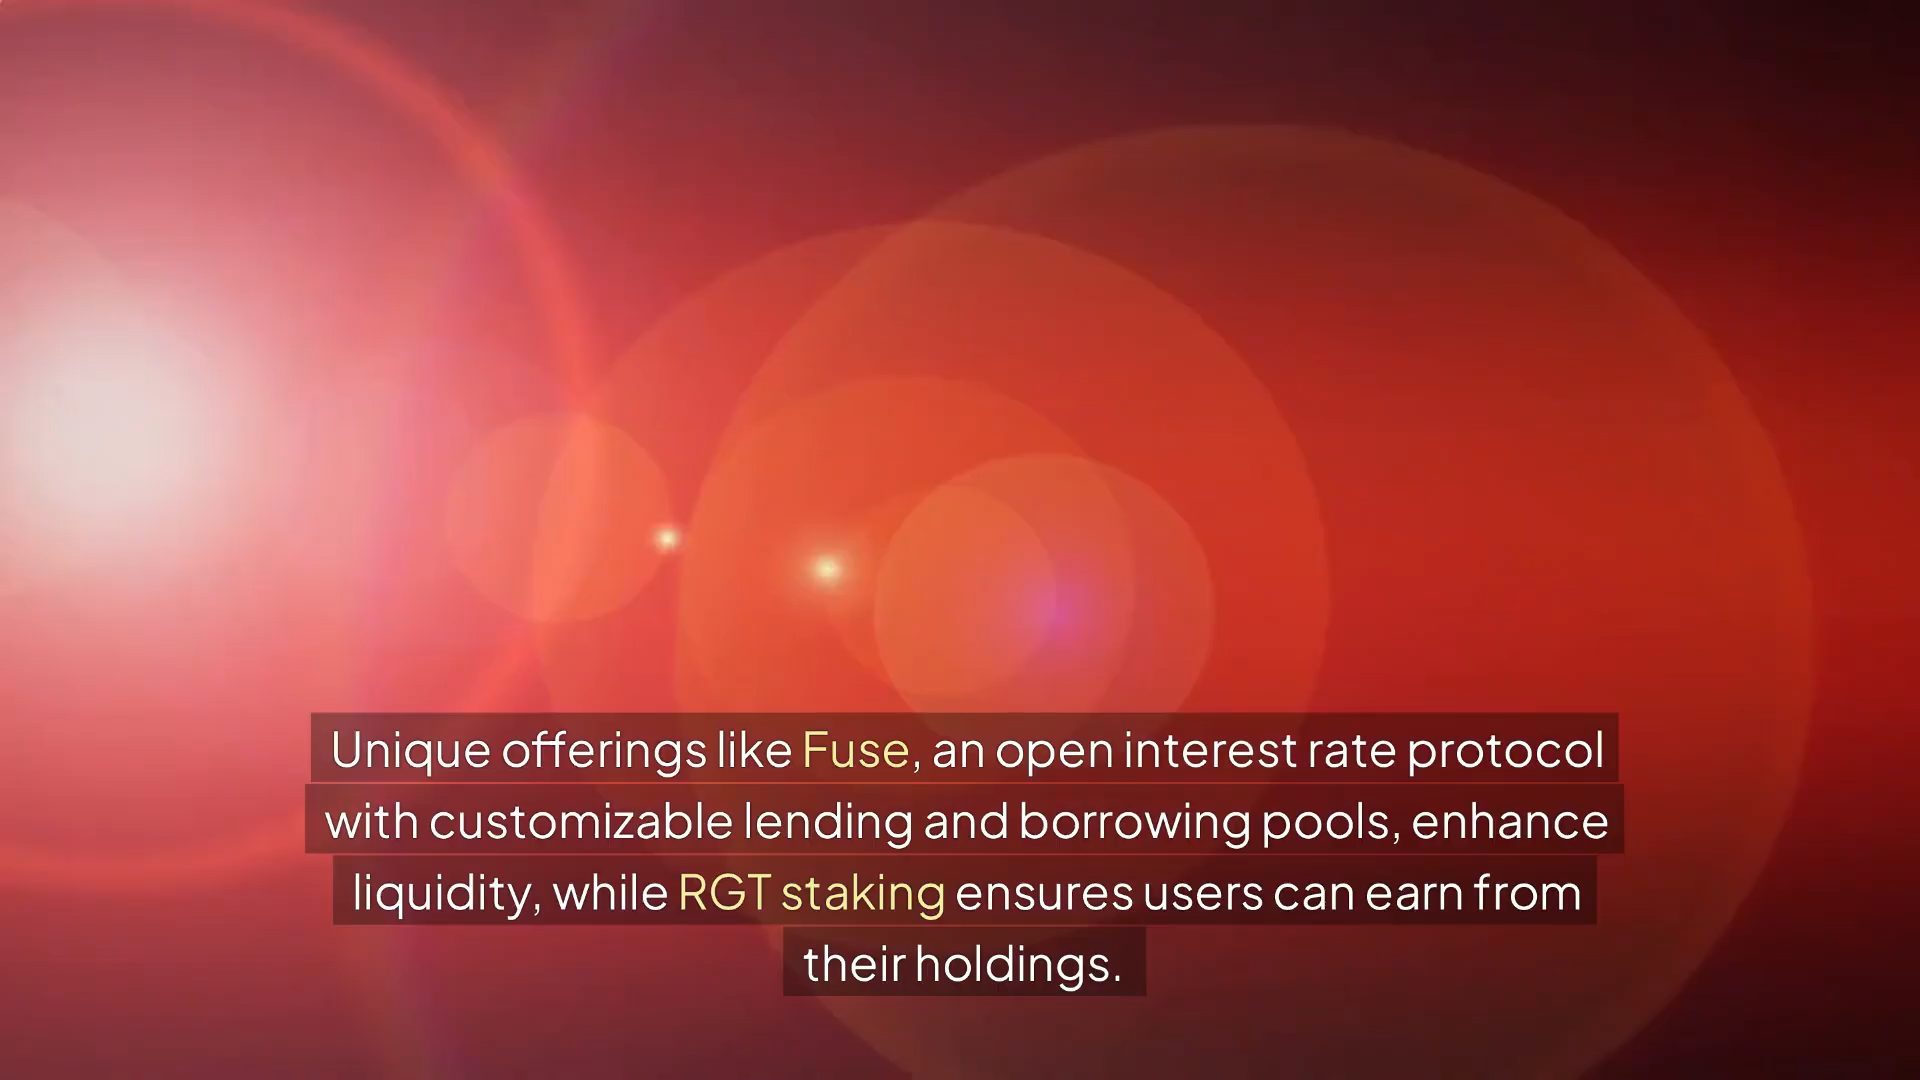 Unique offerings like Fuse, an open interest rate protocol
with customizable lending and borrowing pools, enhance
liquidity, while RGT staking ensures users can earn from
their holdings.